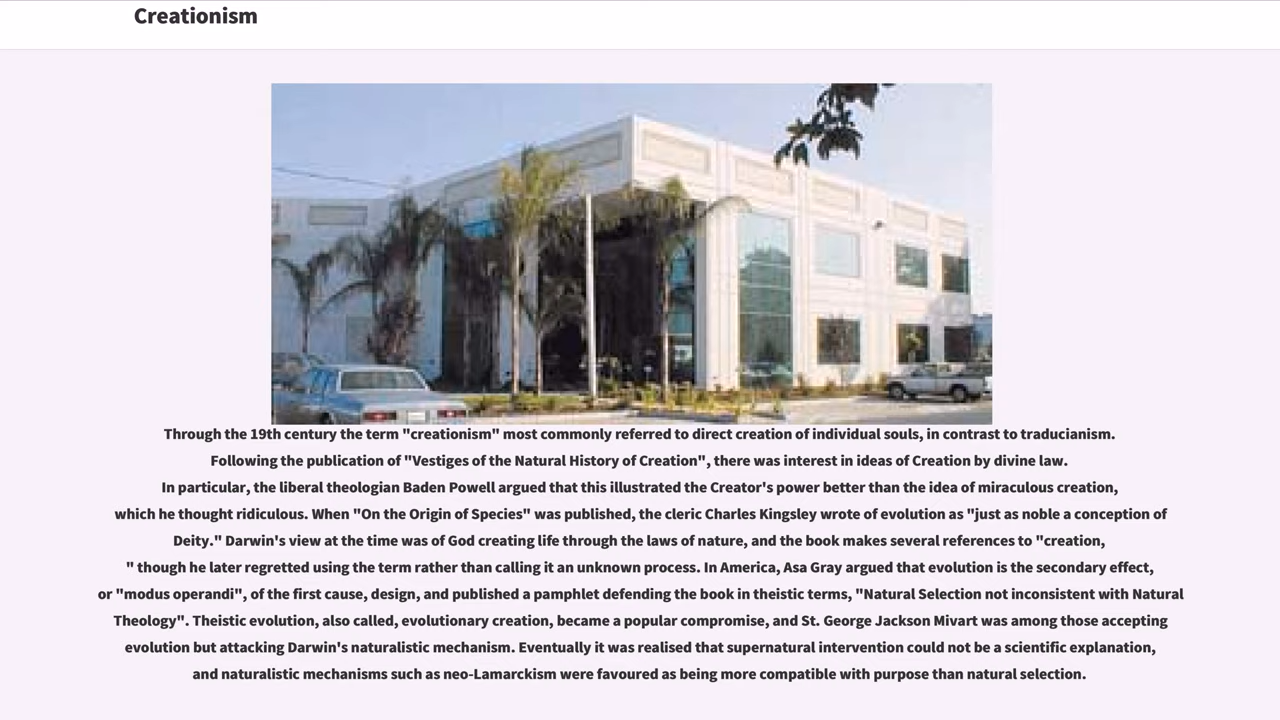 Creationism
Through the 19th century the term "creationism" most commonly referred to direct creation of individual souls, in contrast to traducianism.
Following the publication of "Vestiges of the Natural History of Creation", there was interest in ideas of Creation by divine law.
In particular, the liberal theologian Baden Powell argued that this illustrated the Creator's power better than the idea of miraculous creation,
which he thought ridiculous. When "On the Origin of Species" was published, the cleric Charles Kingsley wrote of evolution as "just as noble a conception of
Deity." Darwin's view at the time was of God creating life through the laws of nature, and the book makes several references to "creation,
" though he later regretted using the term rather than calling it an unknown process. In America, Asa Gray argued that evolution is the secondary effect,
or "modus operandi", of the first cause, design, and published a pamphlet defending the book in theistic terms, "Natural Selection not inconsistent with Natural
Theology". Theistic evolution, also called, evolutionary creation, became a popular compromise, and St. George Jackson Mivart was among those accepting
evolution but attacking Darwin's naturalistic mechanism. Eventually it was realised that supernatural intervention could not be a scientific explanation,
and naturalistic mechanisms such as neo-Lamarckism were favoured as being more compatible with purpose than natural selection.